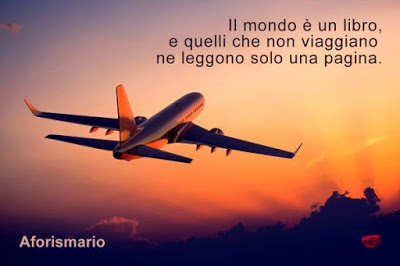 Il mondo è un libro,
e quelli che non viaggiano
ne leggono solo una pagina.
Aforismario